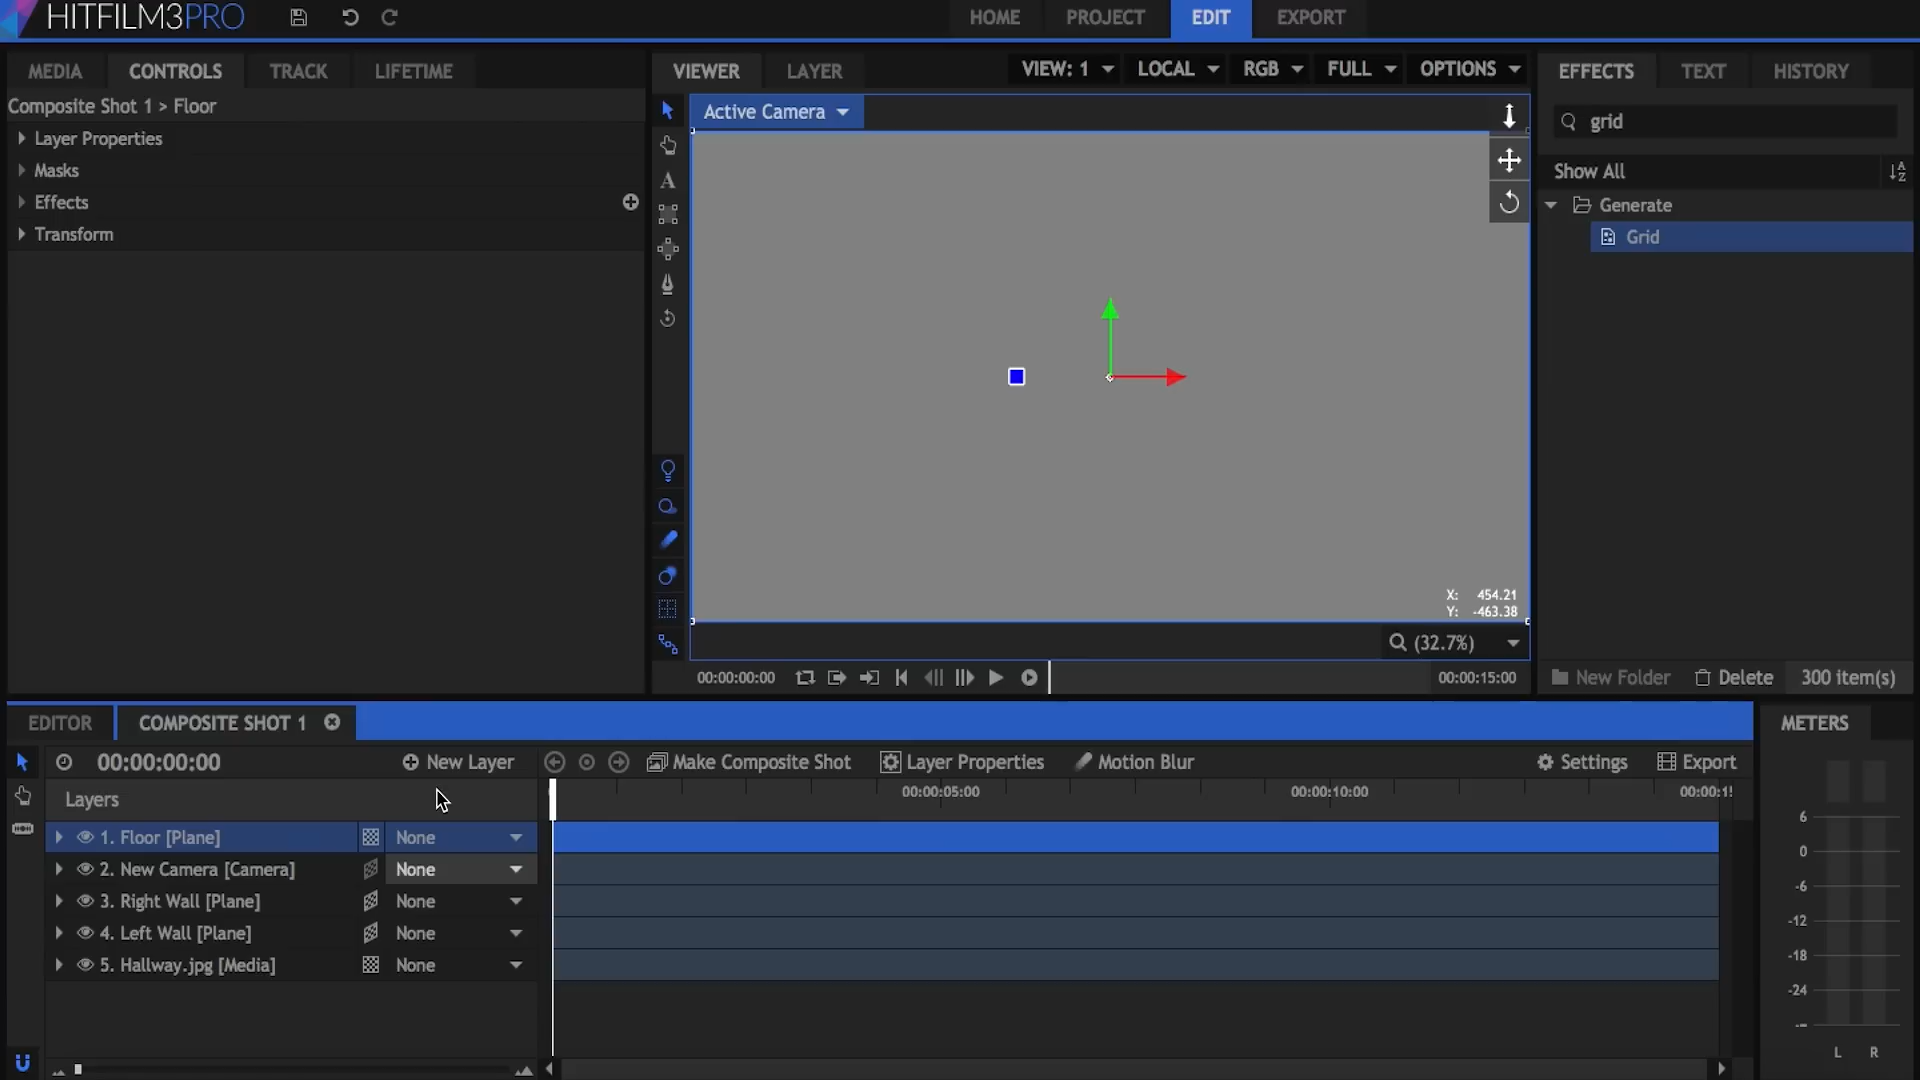 HITFILM3PRO
HOME PROJECT EDIT EXPORT
MEDIA CONTROLS TRACK LIFETIME
Composite Shot 1 > Floor
Layer Properties
Masks
Effects
Transform
VIEWER LAYER VIEW: 1 LOCAL RGB FULL OPTIONS
Active Camera
A
X: 454.21
Y: -463.38
(32.7%)
00:00:00:00 00:00:15:00
EFFECTS TEXT HISTORY
grid
Show All
Generate
Grid
New Folder Delete 300 item(s)
EDITOR COMPOSITE SHOT 1
00:00:00:00 New Layer Make Composite Shot Layer Properties Motion Blur Settings Export
Layers 00:00:05:00 00:00:10:00 00:00:1
1. Floor [Plane] None
2. New Camera [Camera] None
3. Right Wall [Plane] None
4. Left Wall [Plane] None
5. Hallway.jpg [Media] None
METERS
6
0
-6
-12
-18
-24
L R